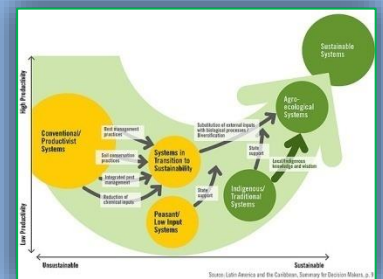 High Productivity
Low Productivity
Conventional/
Productivist
Systems
Best management
practices
Soil conservation
practices
Integrated pest
management
Reduction of
chemical inputs
Systems
in Transition to
Sustainability
Peasant/
Low Input
Systems
Substitution of external inputs
with biological processes /
Diversification
State
support
Indigenous/
Traditional
Systems
State
support
Local/indigenous
knowledge and wisdom
Agro-
ecological
Systems
Sustainable
Systems
Unsustainable
Sustainable
Source: Latin America and the Caribbean, Summary for Decision Makers, p. 9